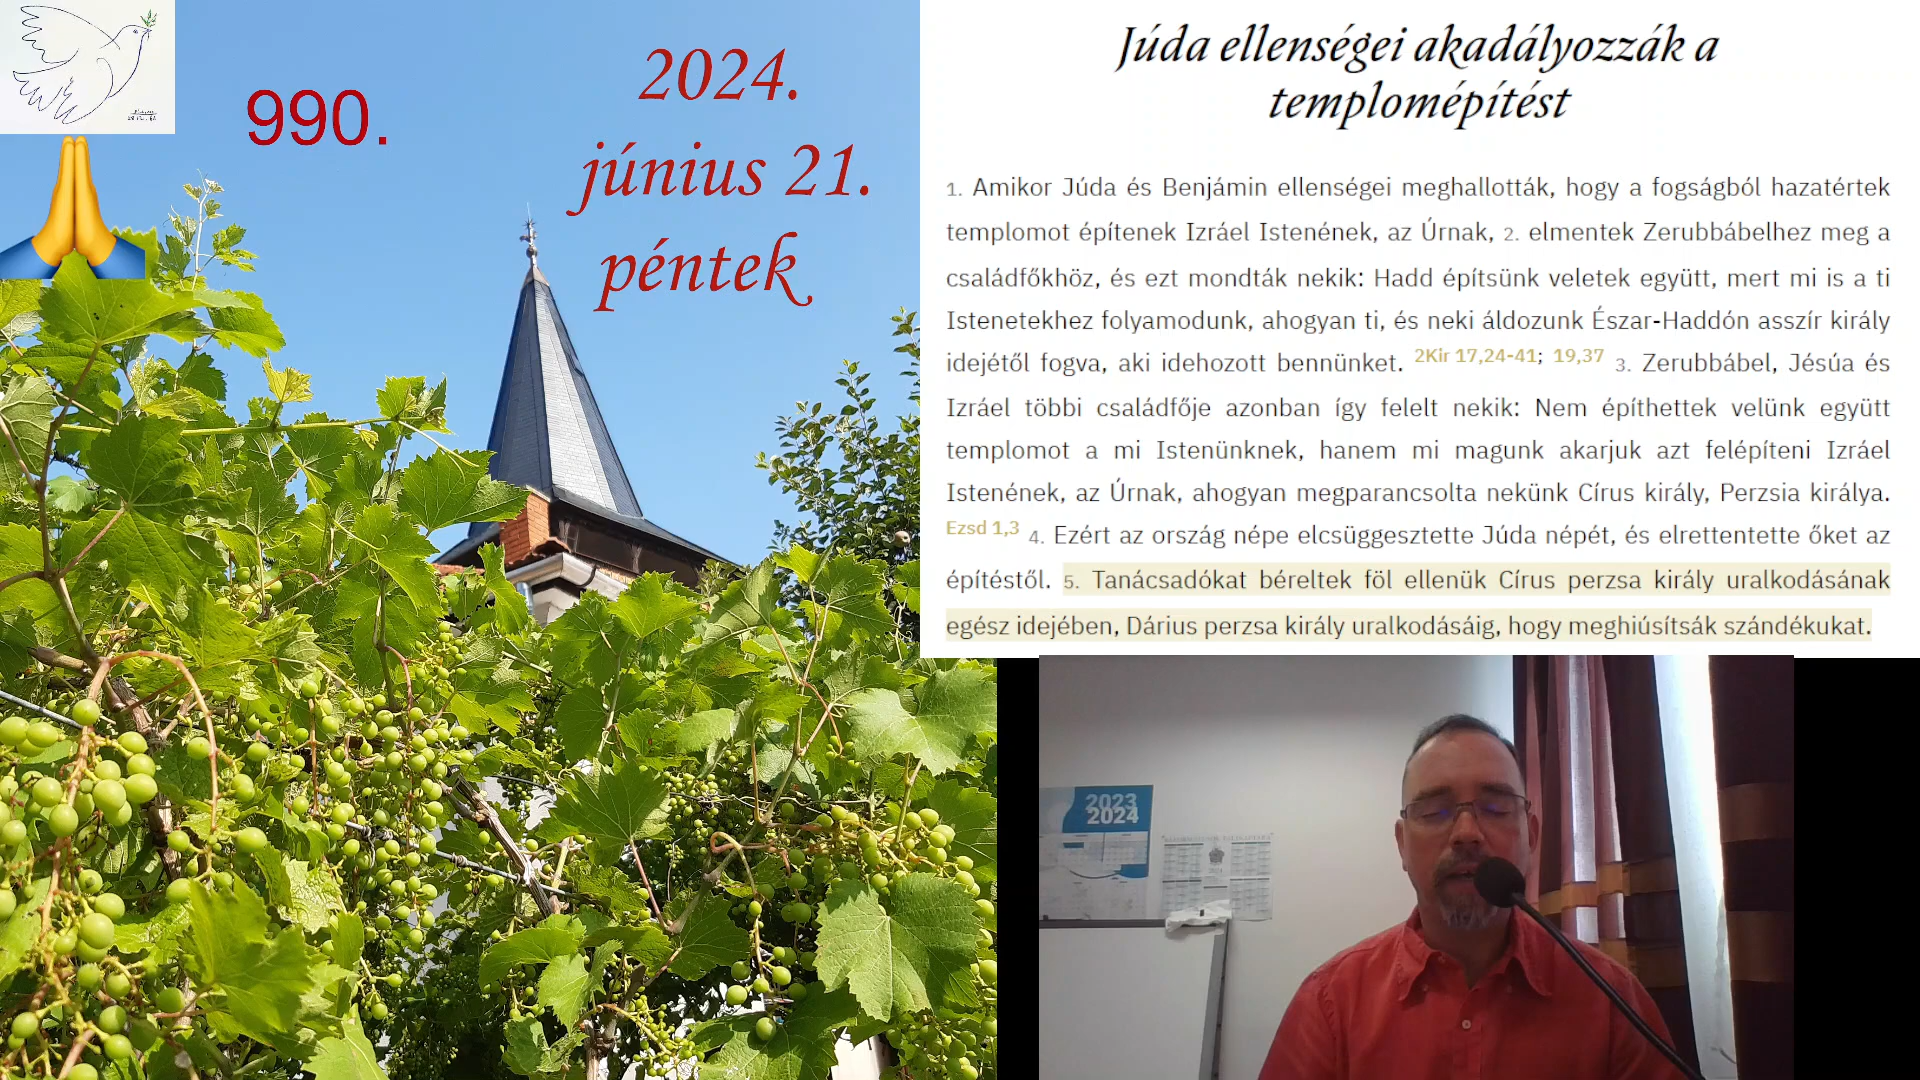 990.
2024.
június 21.
péntek
Júda ellenségei akadályozzák a
templomépítést
1. Amikor Júda és Benjámin ellenségei meghallották, hogy a fogságból hazatértek
templomot építenek Izráel Istenének, az Úrnak, 2. elmentek Zerubbábelhez meg a
családfőkhöz, és ezt mondták nekik: Hadd építsünk veletek együtt, mert mi is a ti
Istenetekhez folyamodunk, ahogyan ti, és neki áldozunk Észar-Haddón asszír király
idejétől fogva, aki idehozott bennünket. 2Kir 17,24-41; 19,37 3. Zerubbábel, Jésúa és
Izráel többi családfője azonban így felelt nekik: Nem építhettek velünk együtt
templomot a mi Istenünknek, hanem mi magunk akarjuk azt felépíteni Izráel
Istenének, az Úrnak, ahogyan megparancsolta nekünk Círus király, Perzsia királya.
Ezsd 1,3 4. Ezért az ország népe elcsüggesztette Júda népét, és elrettentette őket az
építéstől. 5. Tanácsadókat béreltek föl ellenük Círus perzsa király uralkodásának
egész idejében, Dárius perzsa király uralkodásáig, hogy meghiúsítsák szándékukat.
2023
2024